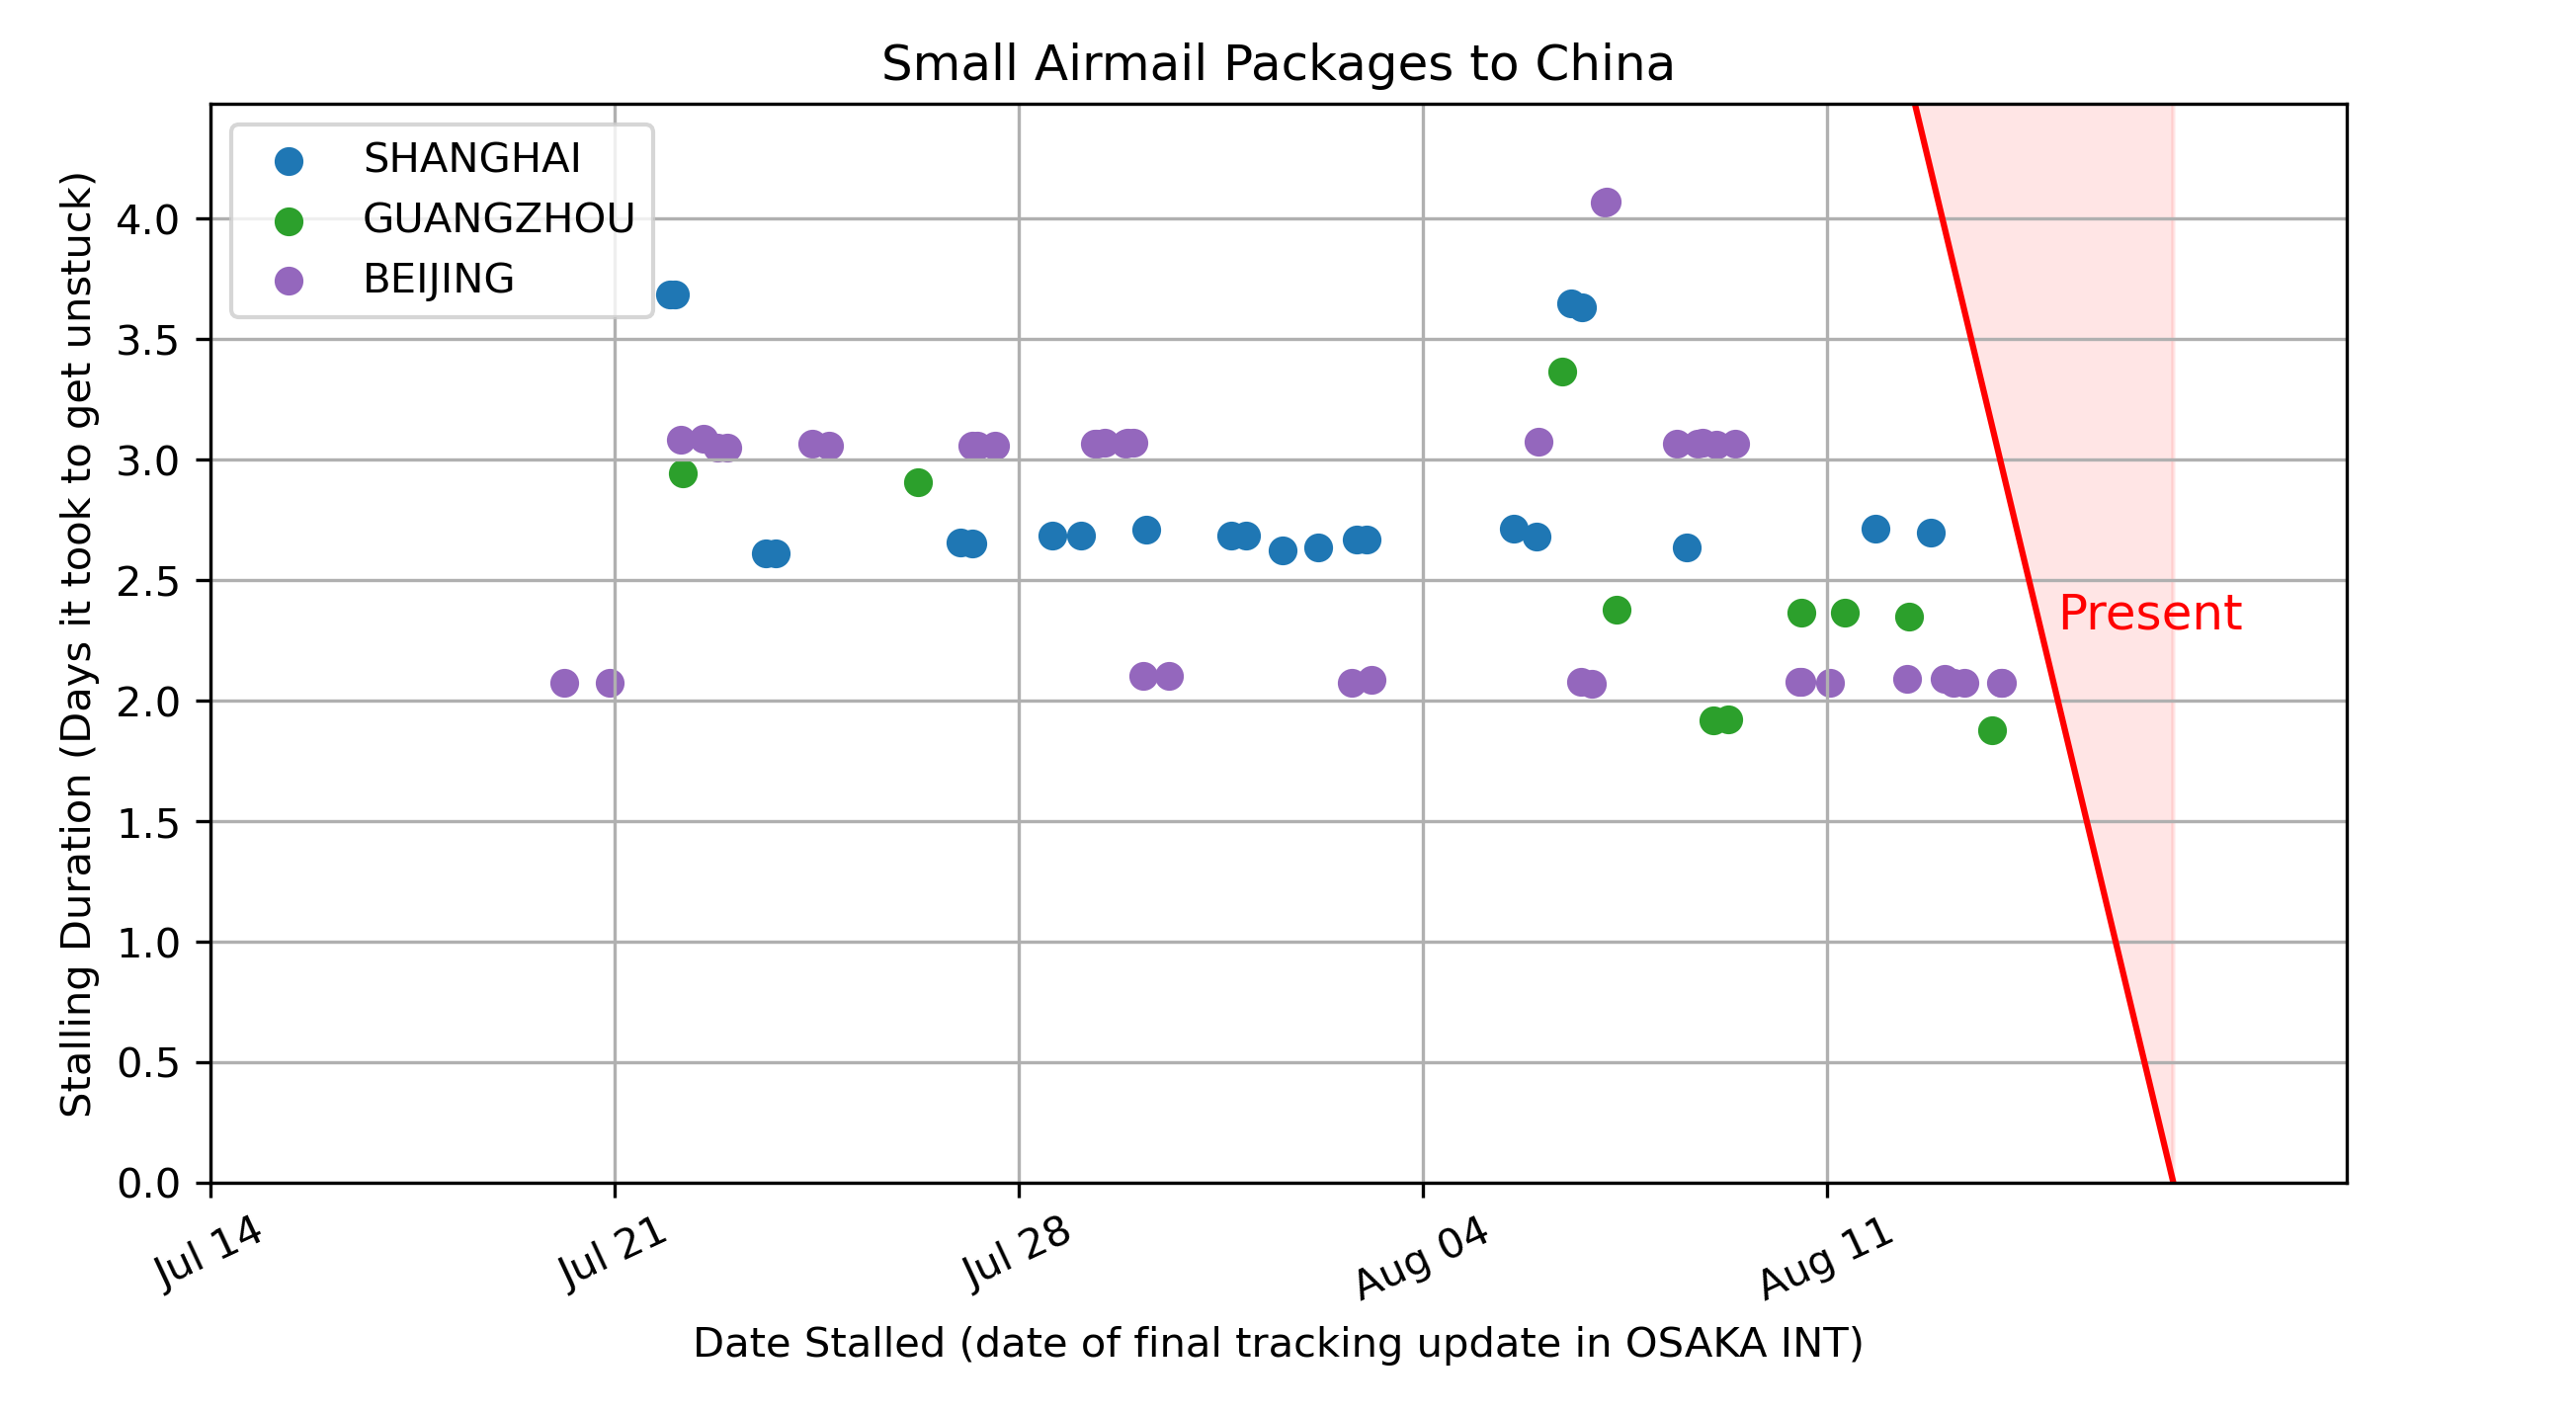 Small Airmail Packages to China
SHANGHAI
GUANGZHOU
BEIJING
Stalling Duration (Days it took to get unstuck)
4.0
3.5
3.0
2.5
2.0
1.5
1.0
0.5
0.0
Present
Jul 14
Jul 21
Jul 28
Aug 04
Aug 11
Date Stalled (date of final tracking update in OSAKA INT)